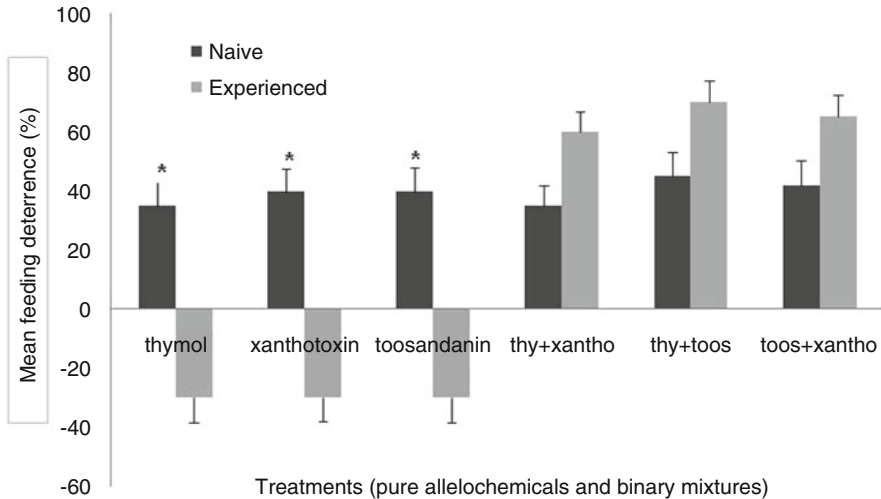 100
80
60
40
20
0
-20
-40
-60
Mean feeding deterrence (%)
Naive
Experienced
*
*
*
thymol
xanthotoxin
toosandanin
thy+xantho
thy+toos
toos+xantho
Treatments (pure allelochemicals and binary mixtures)